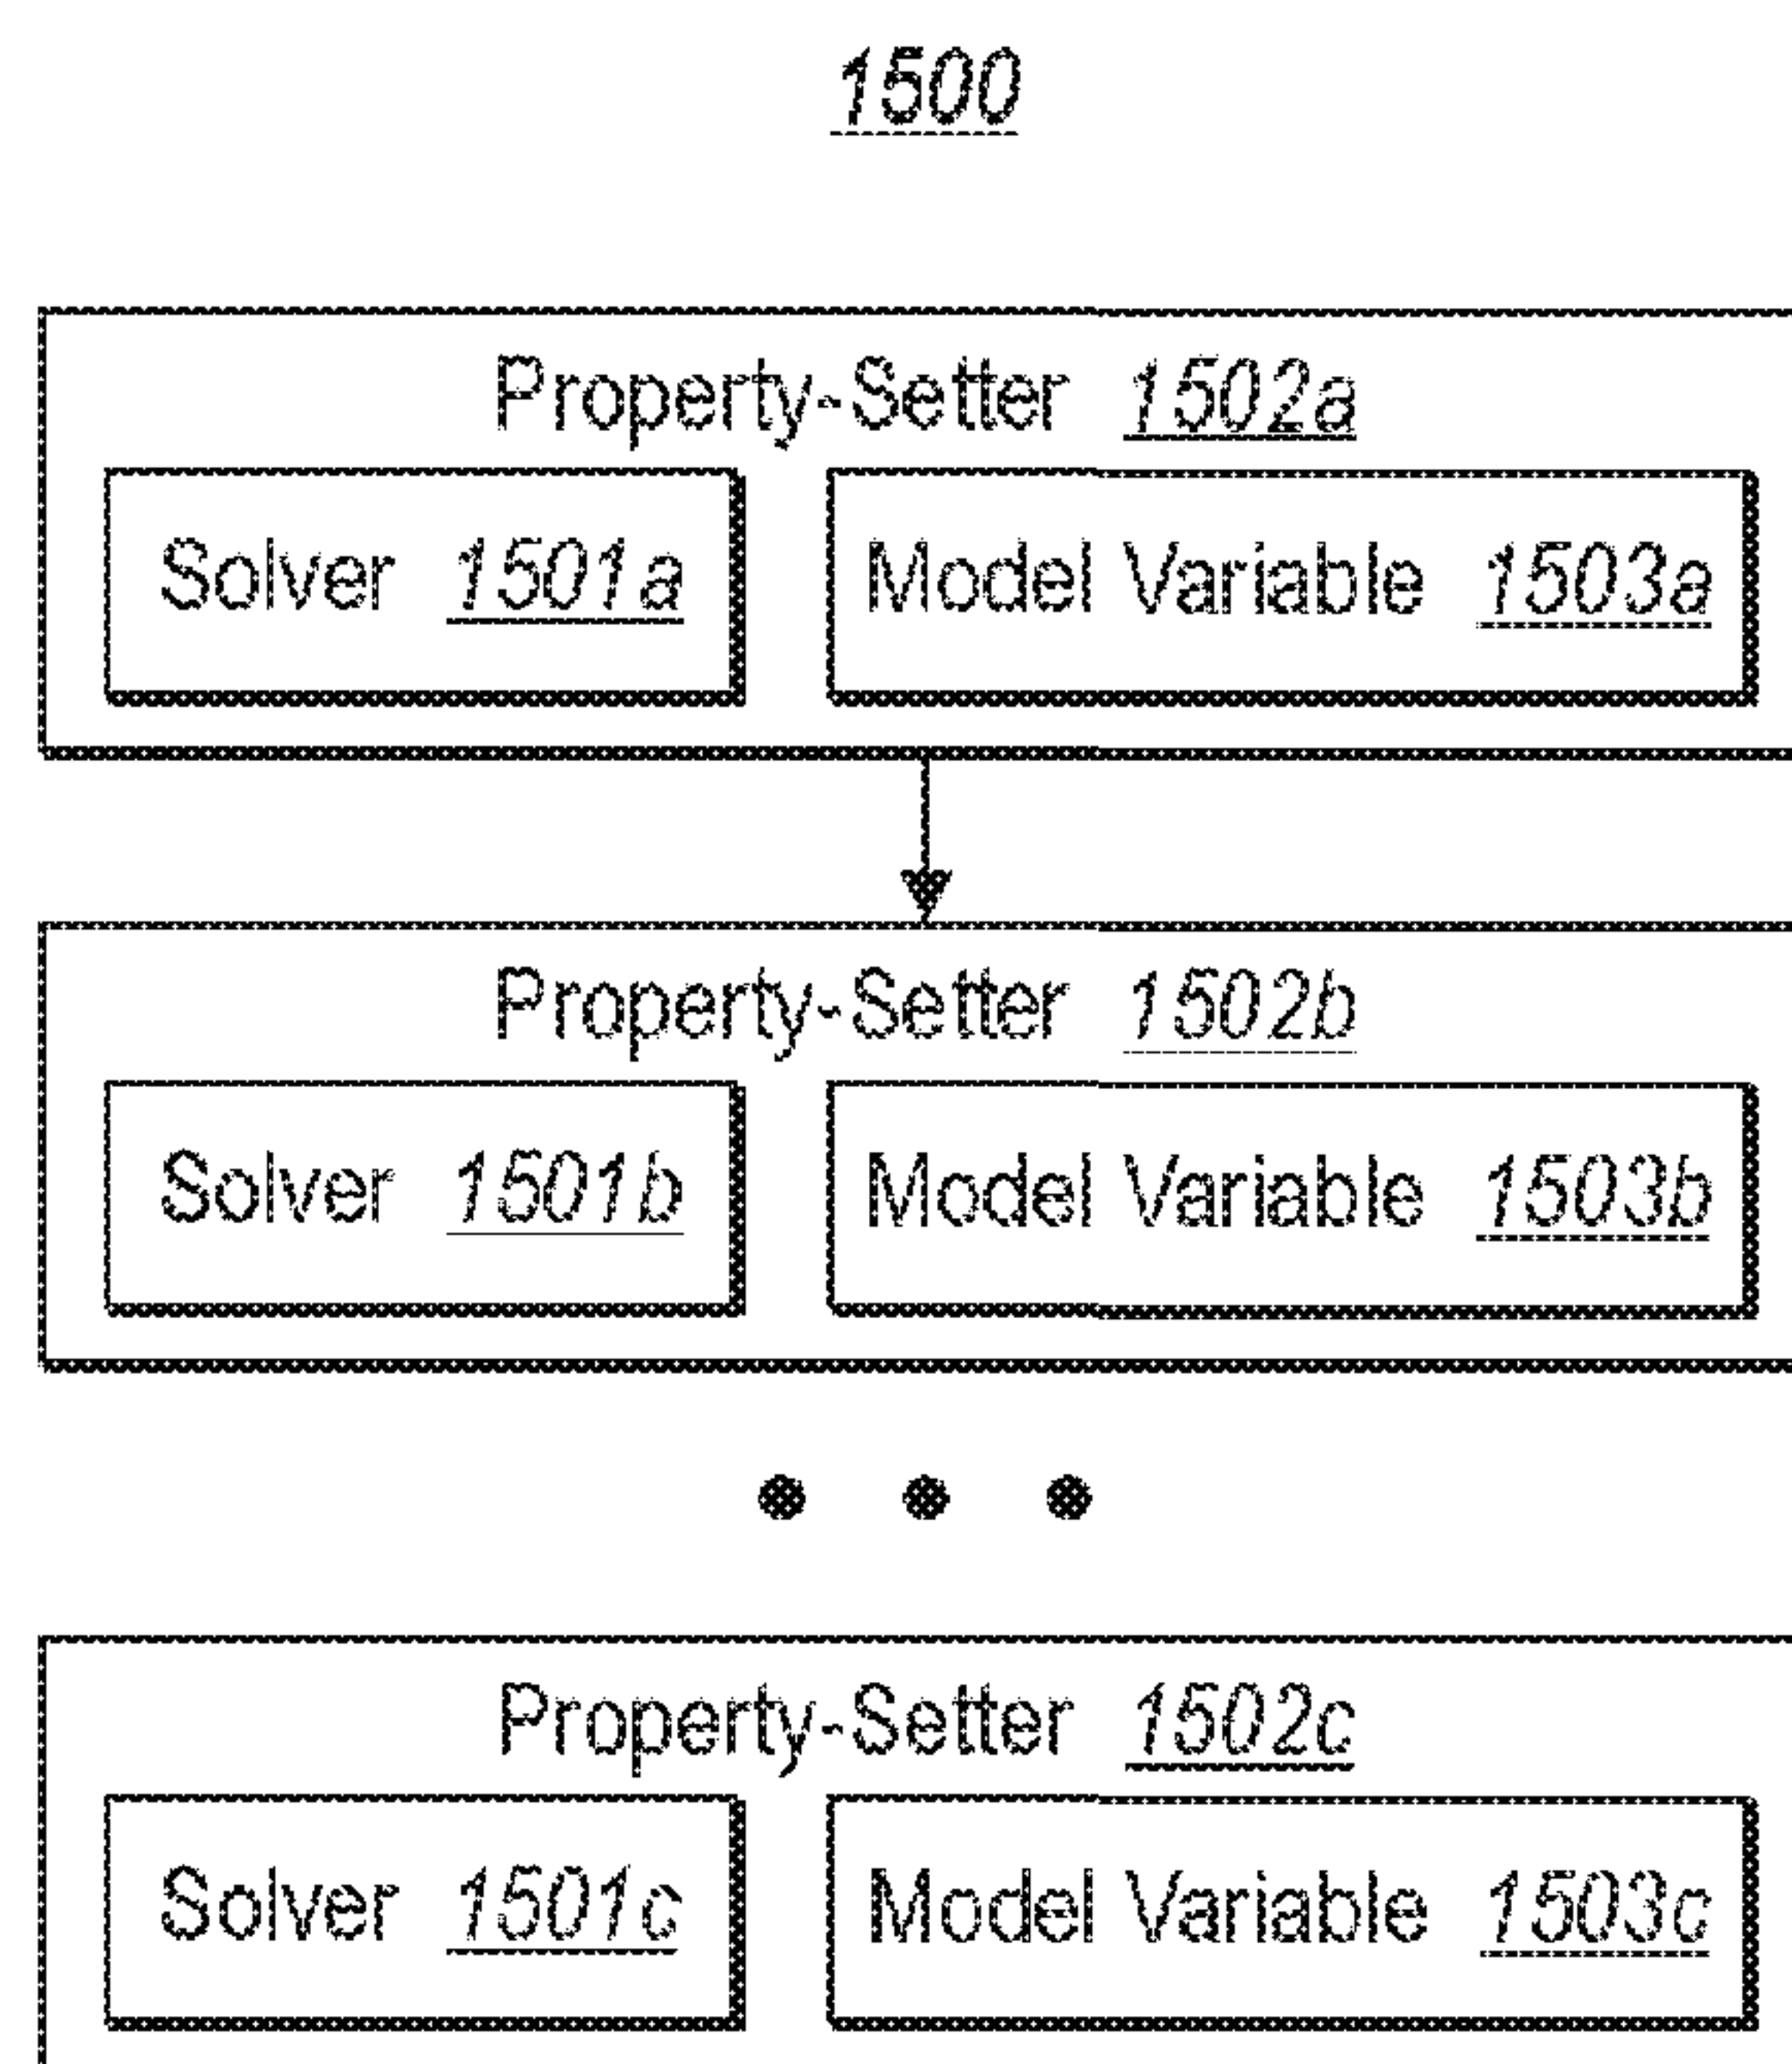 1500
Property-Setter 1502a
Solver 1501a
Model Variable 1503a
Property-Setter 1502b
Solver 1501b
Model Variable 1503b
Property-Setter 1502c
Solver 1501c
Model Variable 1503c